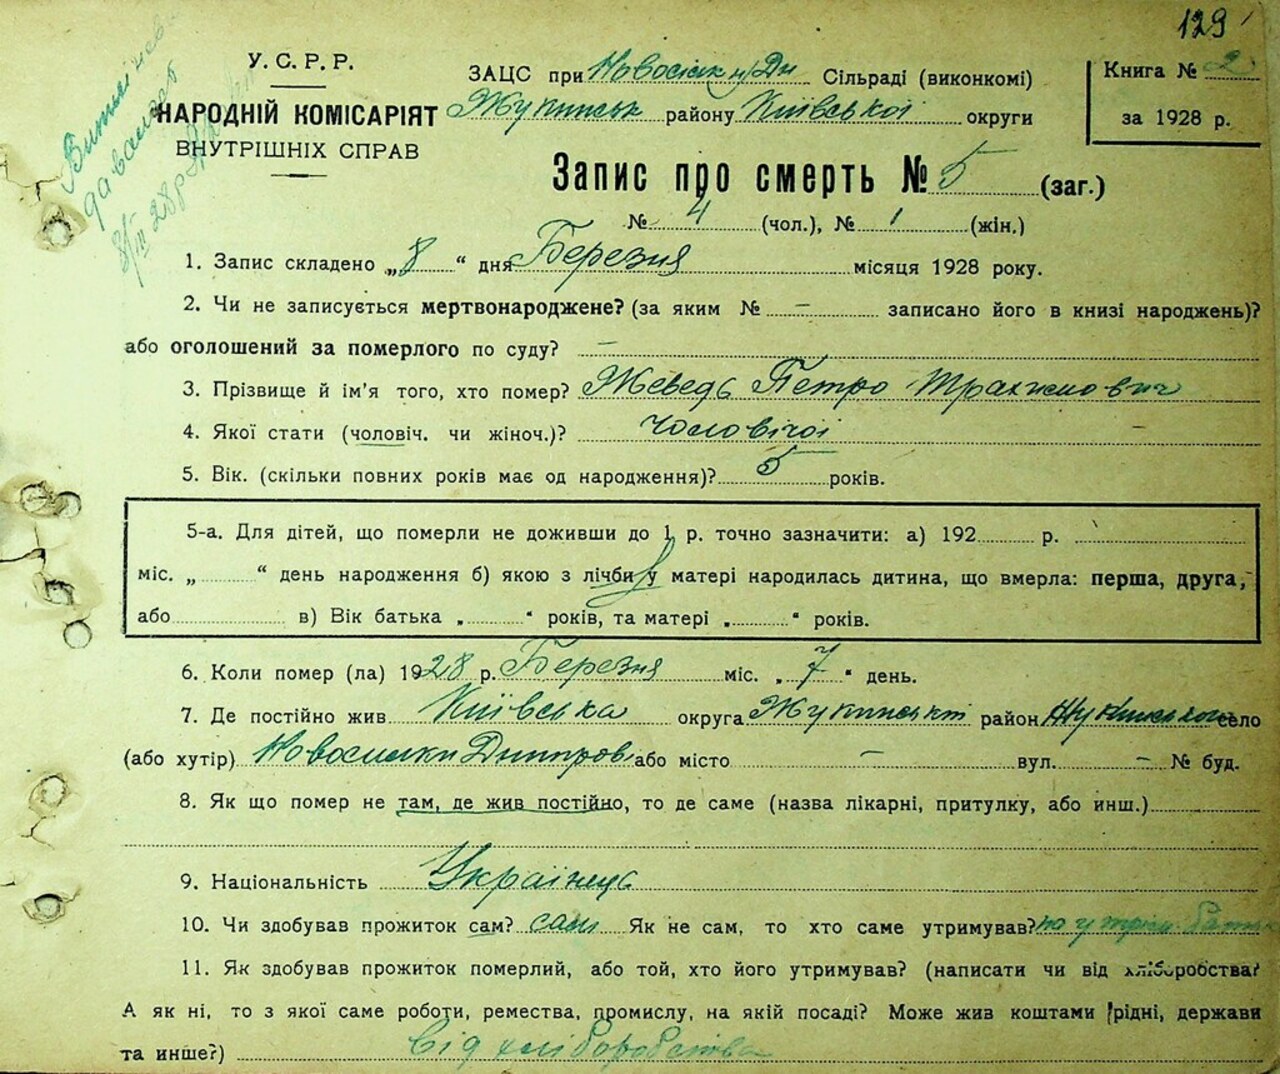 129
У. С. Р. Р.
НАРОДНІЙ КОМІСАРІЯТ
ВНУТРІШНІХ СПРАВ
ЗАЦС при Новосілк н/Дн Сільраді (виконкомі)
Жукинськ району Київської округи
Книга № 2
за 1928 р.
Запис про смерть № 5 (заг.)
№ 4 (чол.), № 1 (жін.)
1. Запис складено „8“ дня Березня місяця 1928 року.
2. Чи не записується мертвонароджене? (за яким № – записано його в книзі народжень)?
або оголошений за померлого по суду? –
3. Прізвище й ім’я того, хто помер? Жеведь Петро Трахимович
4. Якої стати (чоловіч. чи жіноч.)? Чоловічої
5. Вік. (скільки повних років має од народження)? 5 років.
5-а. Для дітей, що померли не доживши до 1 р. точно зазначити: а) 192 р.
міс. „ “ день народження б) якою з лічби у матері народилась дитина, що вмерла: перша, друга,
або в) Вік батька „ “ років, та матері „ “ років.
6. Коли помер (ла) 1928 р. Березня міс. „7“ день.
7. Де постійно жив Київська округа Жукинський район село
(або хутір) Новосилки Дніпров або місто – вул. – № буд.
8. Як що помер не там, де жив постійно, то де саме (назва лікарні, притулку, або инш.)
9. Національність Українець
10. Чи здобував прожиток сам? сам Як не сам, то хто саме утримував? на утрім. бать
11. Як здобував прожиток померлий, або той, хто його утримував? (написати чи від хліборобства?
А як ні, то з якої саме роботи, ремества, промислу, на якій посаді? Може жив коштами рідні, держави
та инше?) від хліборобства